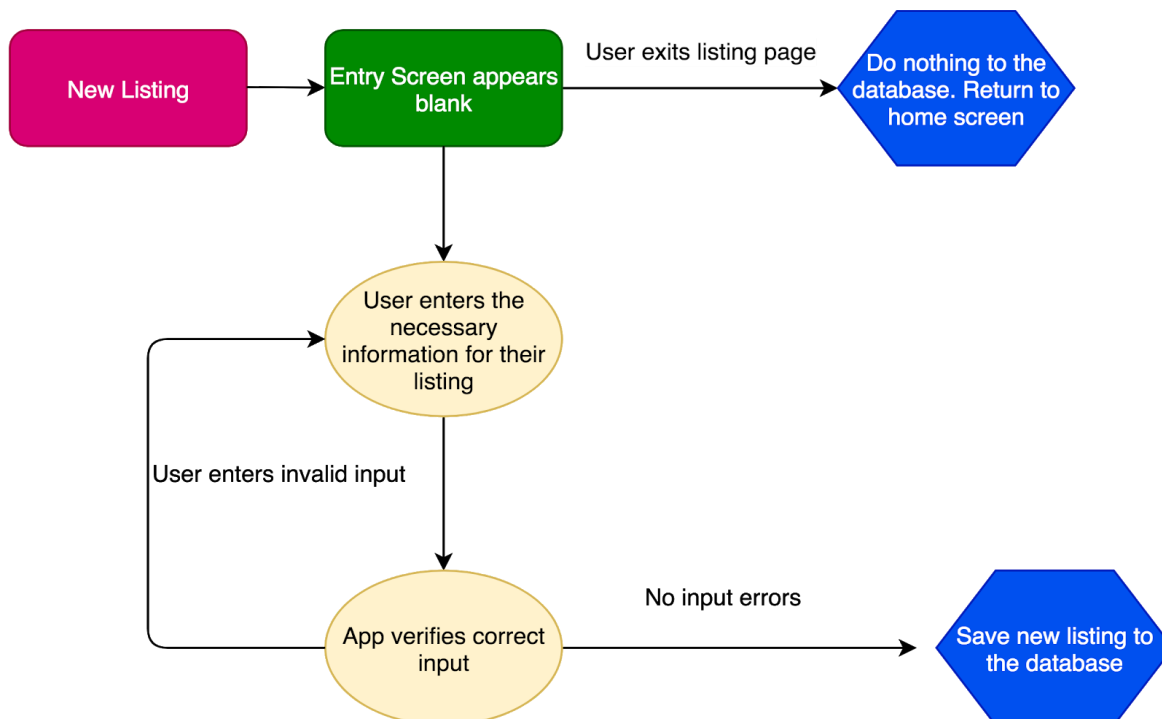 New Listing
Entry Screen appears
blank
User exits listing page
Do nothing to the
database. Return to
home screen
User enters the
necessary
information for their
listing
User enters invalid input
App verifies correct
input
No input errors
Save new listing to
the database